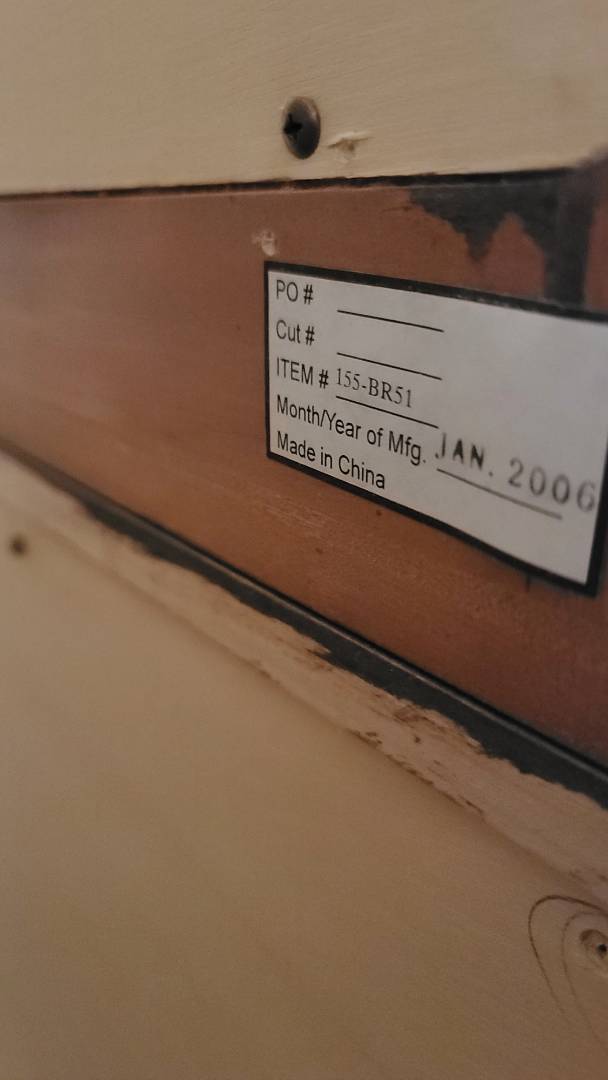 PO #
Cut #
ITEM # 155-BR51
Month/Year of Mfg. JAN. 2006
Made in China